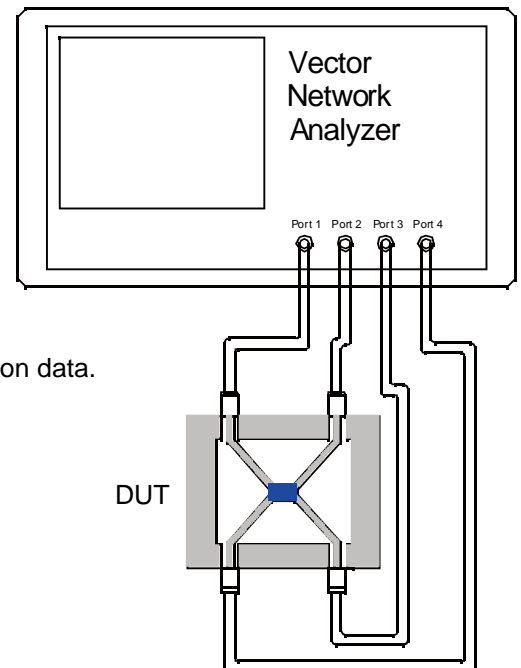 Vector
Network
Analyzer
Port 1 Port 2 Port 3 Port 4
on data.
DUT